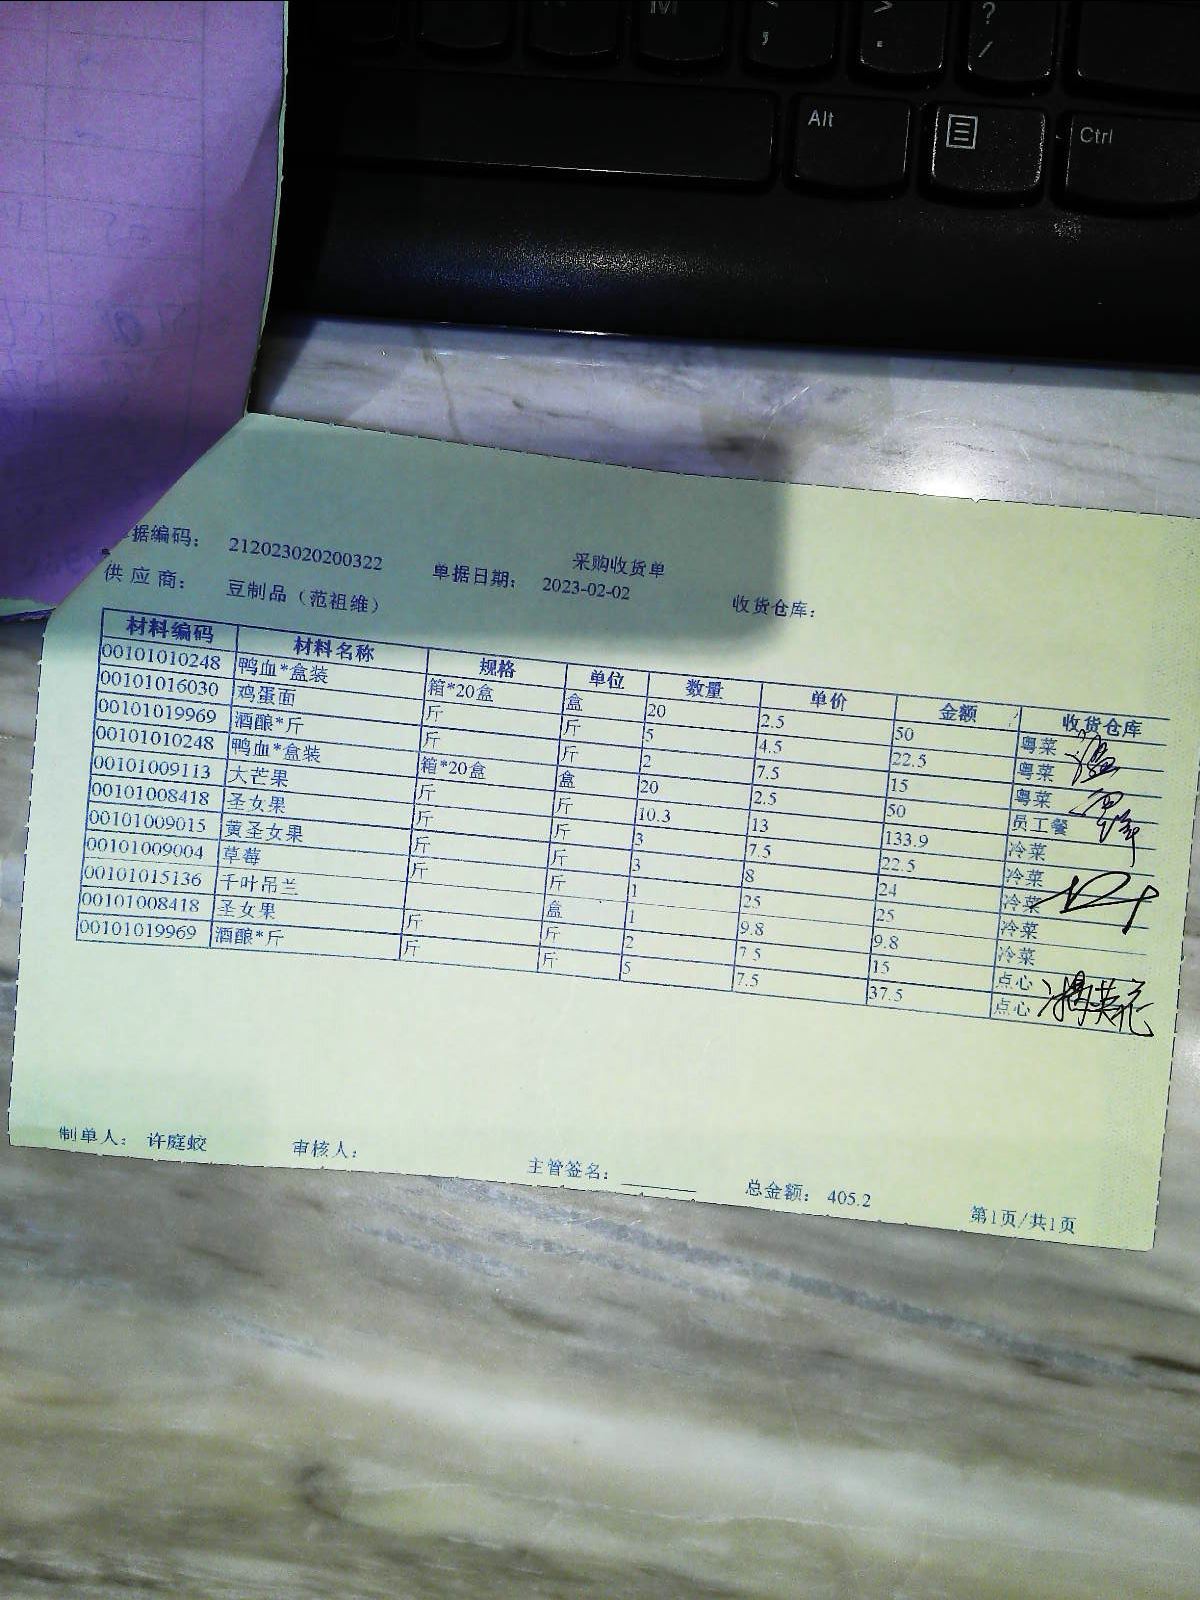 Alt
Ctrl
采购收货单
据编码： 212023020200322 单据日期： 2023-02-02 收货仓库：
供应商： 豆制品（范祖维）
材料编码 材料名称 规格 单位 数量 单价 金额 收货仓库
00101010248 鸭血*盒装 箱*20盒 盒 20 2.5 50 粤菜
00101016030 鸡蛋面 斤 斤 5 4.5 22.5 粤菜
00101019969 酒酿*斤 斤 斤 2 7.5 15 粤菜
00101010248 鸭血*盒装 箱*20盒 盒 20 2.5 50 员工餐
00101009113 大芒果 斤 斤 10.3 13 133.9 冷菜
00101008418 圣女果 斤 斤 3 7.5 22.5 冷菜
00101009015 黄圣女果 斤 斤 3 8 24 冷菜
00101009004 草莓 斤 斤 1 25 25 冷菜
00101015136 千叶吊兰 盒 1 9.8 9.8 冷菜
00101008418 圣女果 斤 斤 2 7.5 15 点心
00101019969 酒酿*斤 斤 斤 5 7.5 37.5 点心
制单人： 许庭蛟 审核人： 主管签名： 总金额： 405.2 第1页/共1页